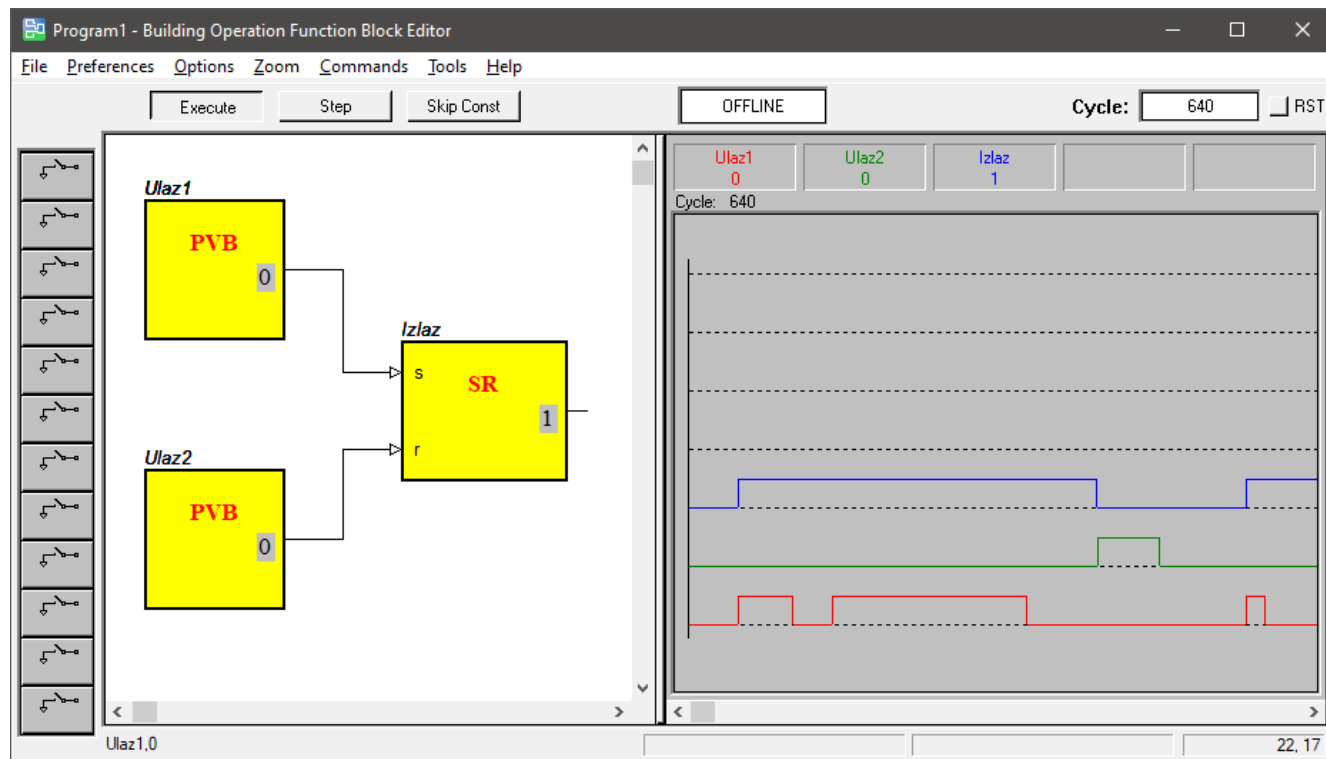 Program1 - Building Operation Function Block Editor
File Preferences Options Zoom Commands Tools Help
Execute Step Skip Const OFFLINE Cycle: 640 RST
Ulaz1
PVB
0
Izlaz
s
SR
1
r
Ulaz2
PVB
0
Ulaz1 Ulaz2 Izlaz
0 0 1
Cycle: 640
Ulaz1,0
22, 17